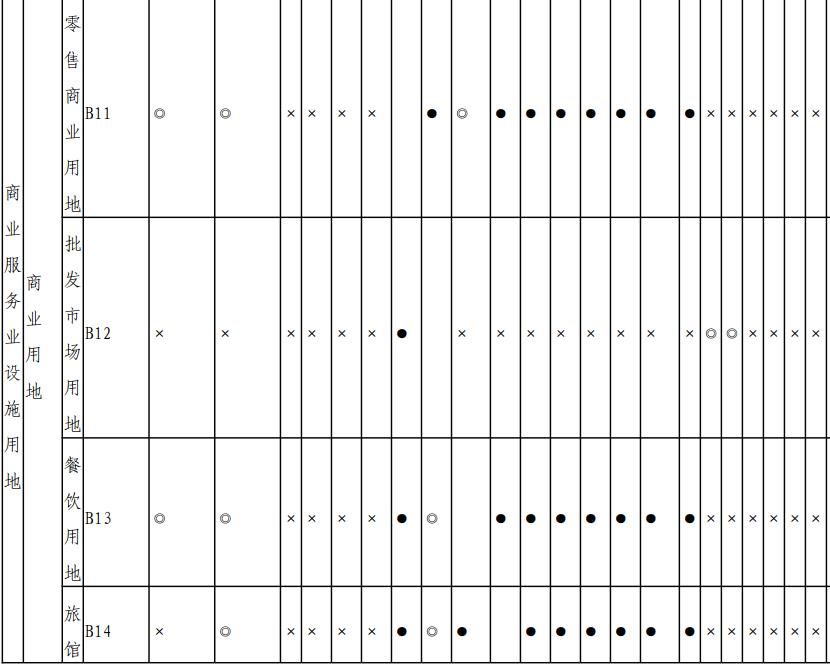 商业服务业设施用地
商业用地
零售商业用地 B11 ◎ ◎ × × × × ● ◎ ● ● ● ● ● ● ● × × × × × ×
批发市场用地 B12 × × × × × × ● × × × × × × × × ◎ ◎ × × × ×
餐饮用地 B13 ◎ ◎ × × × × ● ◎ ● ● ● ● ● ● ● × × × × × ×
旅馆 B14 × ◎ × × × × ● ◎ ● ● ● ● ● ● ● × × × × × ×